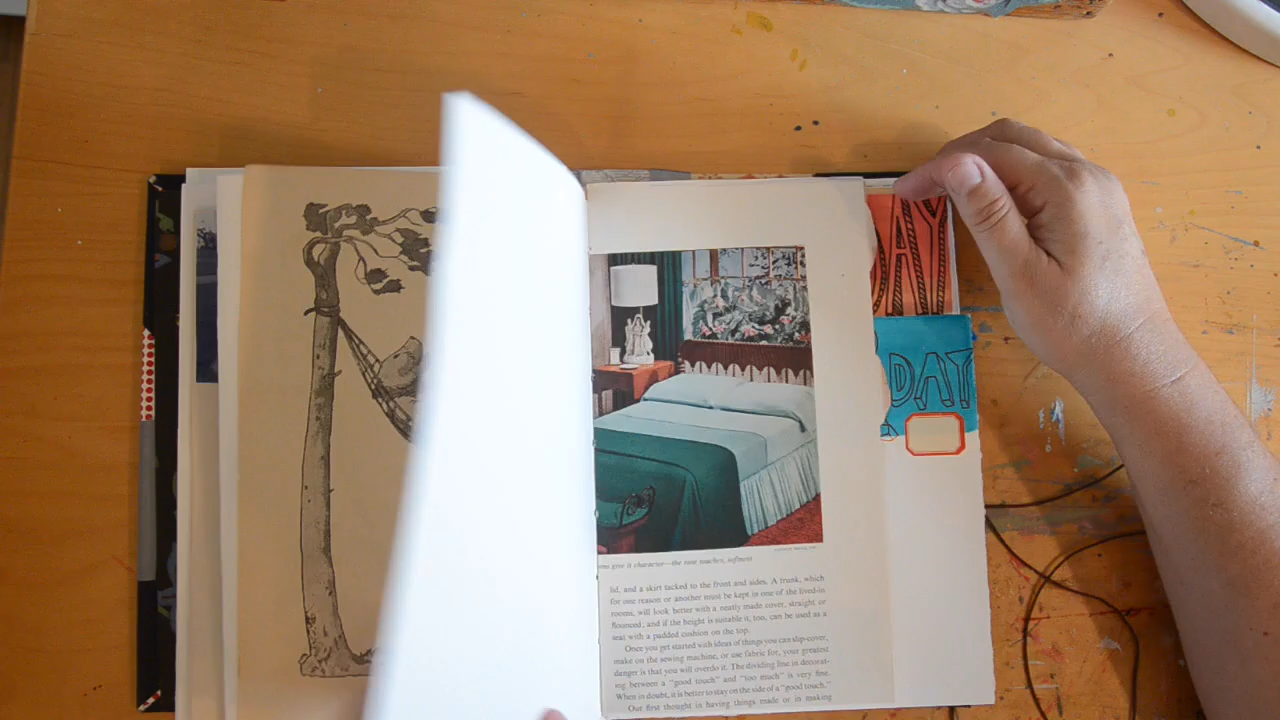 DAY
DAY
ms give it character—the rose touches, softment
lid, and a skirt tacked to the front and sides. A trunk, which
for one reason or another must be kept in one of the lived-in
rooms, will look better with a neatly made cover, straight or
flounced; and if the height is suitable it, too, can be used as a
seat with a padded cushion on the top.
Once you get started with ideas of things you can slip-cover,
make on the sewing machine, or use fabric for, your greatest
danger is that you will overdo it. The dividing line in decorat-
ing between a "good touch" and "too much" is very fine.
When in doubt, it is better to stay on the side of a "good touch."
Our first thought in having things made or in making